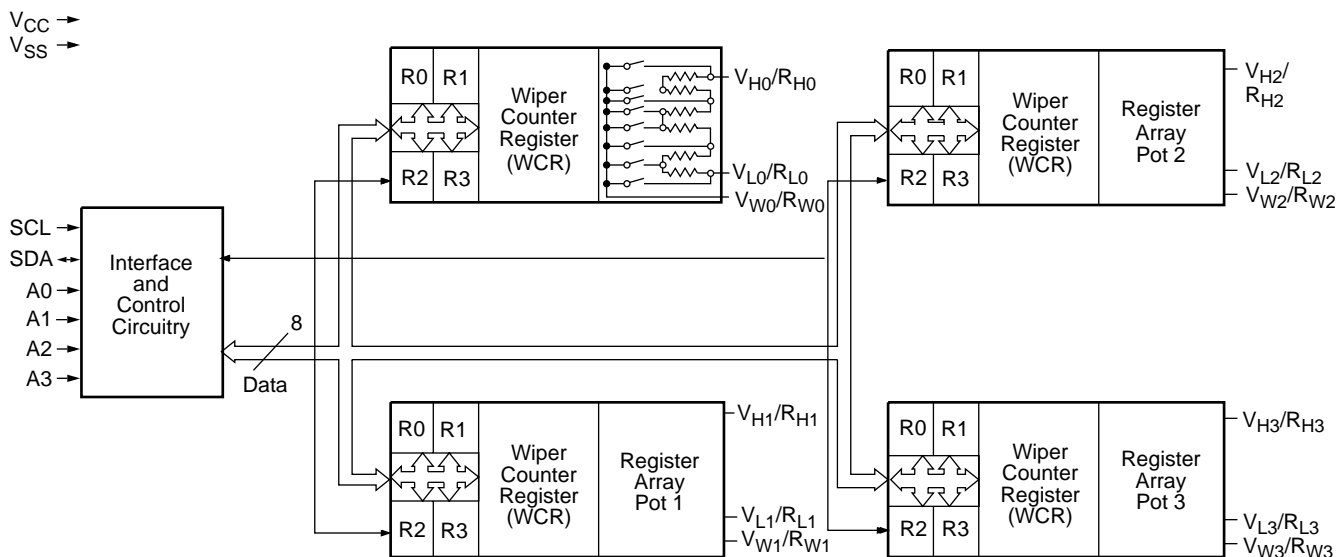 VCC
VSS
R0 R1
R2 R3
Wiper
Counter
Register
(WCR)
VH0/RH0
VL0/RL0
VW0/RW0
R0 R1
R2 R3
Wiper
Counter
Register
(WCR)
Register
Array
Pot 2
VH2/
RH2
VL2/RL2
VW2/RW2
SCL
SDA
A0
A1
A2
A3
Interface
and
Control
Circuitry
8
Data
R0 R1
R2 R3
Wiper
Counter
Register
(WCR)
Register
Array
Pot 1
VH1/RH1
VL1/RL1
VW1/RW1
R0 R1
R2 R3
Wiper
Counter
Register
(WCR)
Register
Array
Pot 3
VH3/RH3
VL3/RL3
VW3/RW3